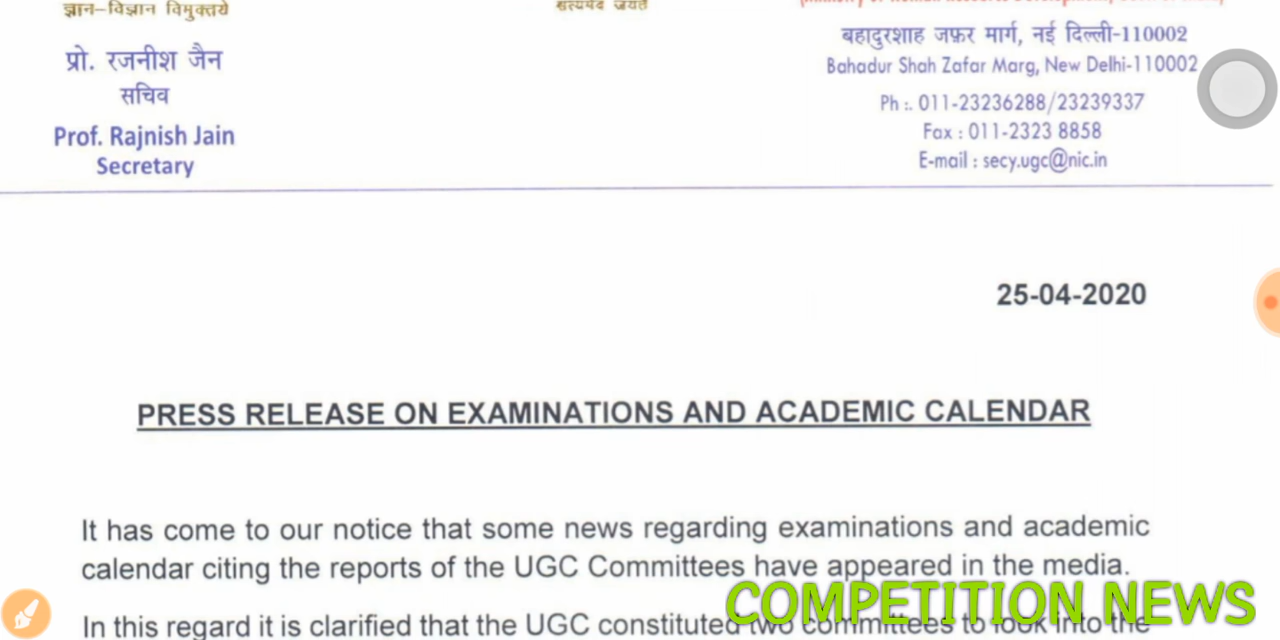 ज्ञान-विज्ञान विमुक्तये
सत्यमेव जयते
बहादुरशाह जफ़र मार्ग, नई दिल्ली-110002
Bahadur Shah Zafar Marg, New Delhi-110002
प्रो. रजनीश जैन
सचिव
Prof. Rajnish Jain
Secretary
Ph :. 011-23236288/23239337
Fax : 011-2323 8858
E-mail : secy.ugc@nic.in
25-04-2020
PRESS RELEASE ON EXAMINATIONS AND ACADEMIC CALENDAR
It has come to our notice that some news regarding examinations and academic
calendar citing the reports of the UGC Committees have appeared in the media.
In this regard it is clarified that the UGC constituted two committees to look into the
COMPETITION NEWS